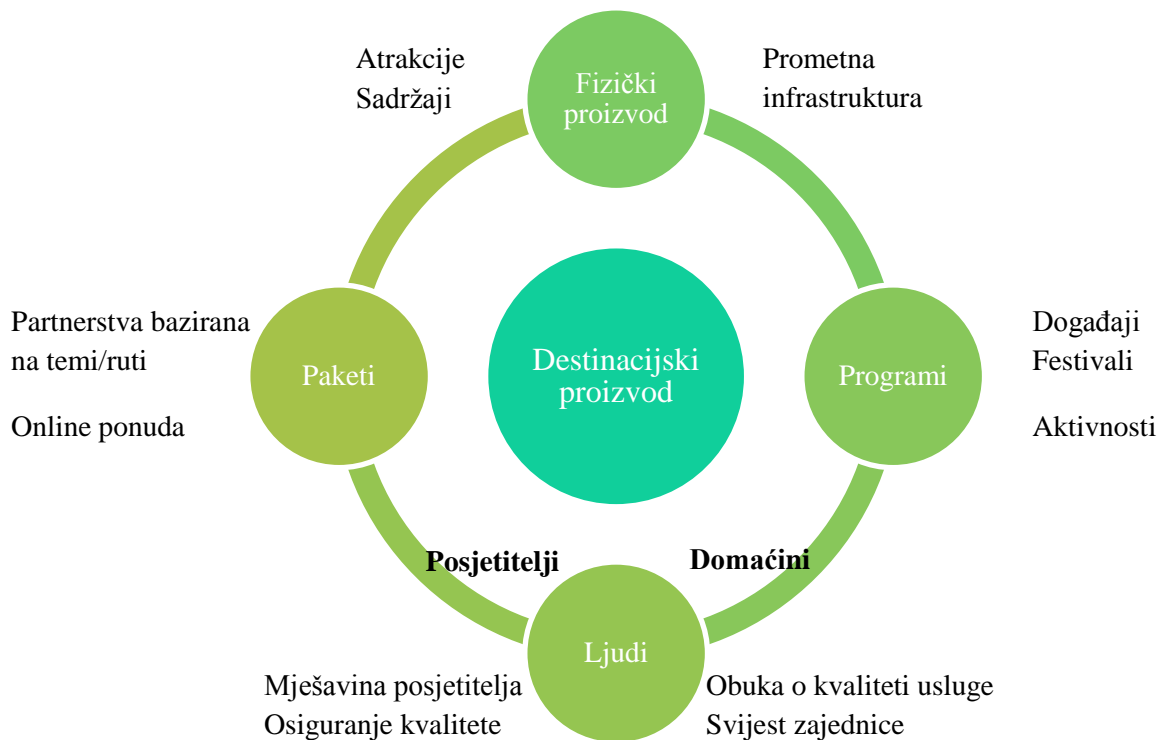 Atrakcije
Sadržaji
Fizički
proizvod
Prometna
infrastruktura
Partnerstva bazirana
na temi/ruti
Online ponuda
Paketi
Destinacijski
proizvod
Programi
Događaji
Festivali
Aktivnosti
Posjetitelji
Domaćini
Ljudi
Mješavina posjetitelja
Osiguranje kvalitete
Obuka o kvaliteti usluge
Svijest zajednice